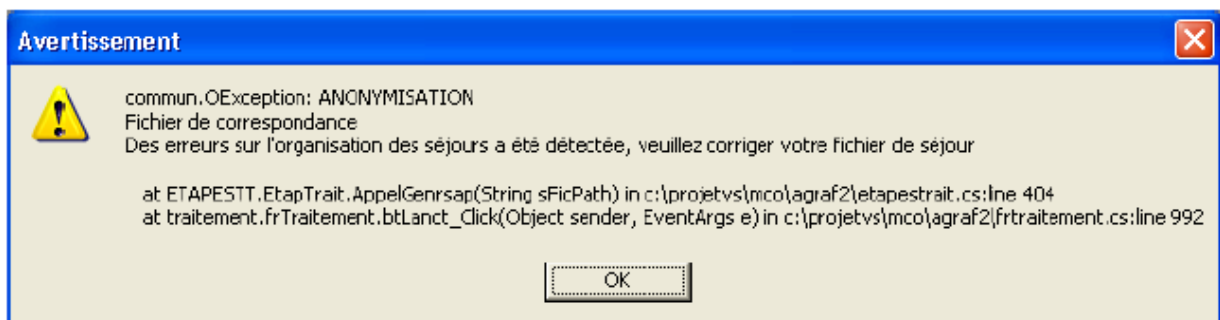 Avertissement
commun.OException: ANONYMISATION
Fichier de correspondance
Des erreurs sur l'organisation des séjours a été détectée, veuillez corriger votre fichier de séjour
at ETAPESTT.EtapTrait.AppelGenrsap(String sFicPath) in c:\projetvs\mco\agraf2\etapestrait.cs:line 404
at traitement.frTraitement.btLanct_Click(Object sender, EventArgs e) in c:\projetvs\mco\agraf2\frtraitement.cs:line 992
OK